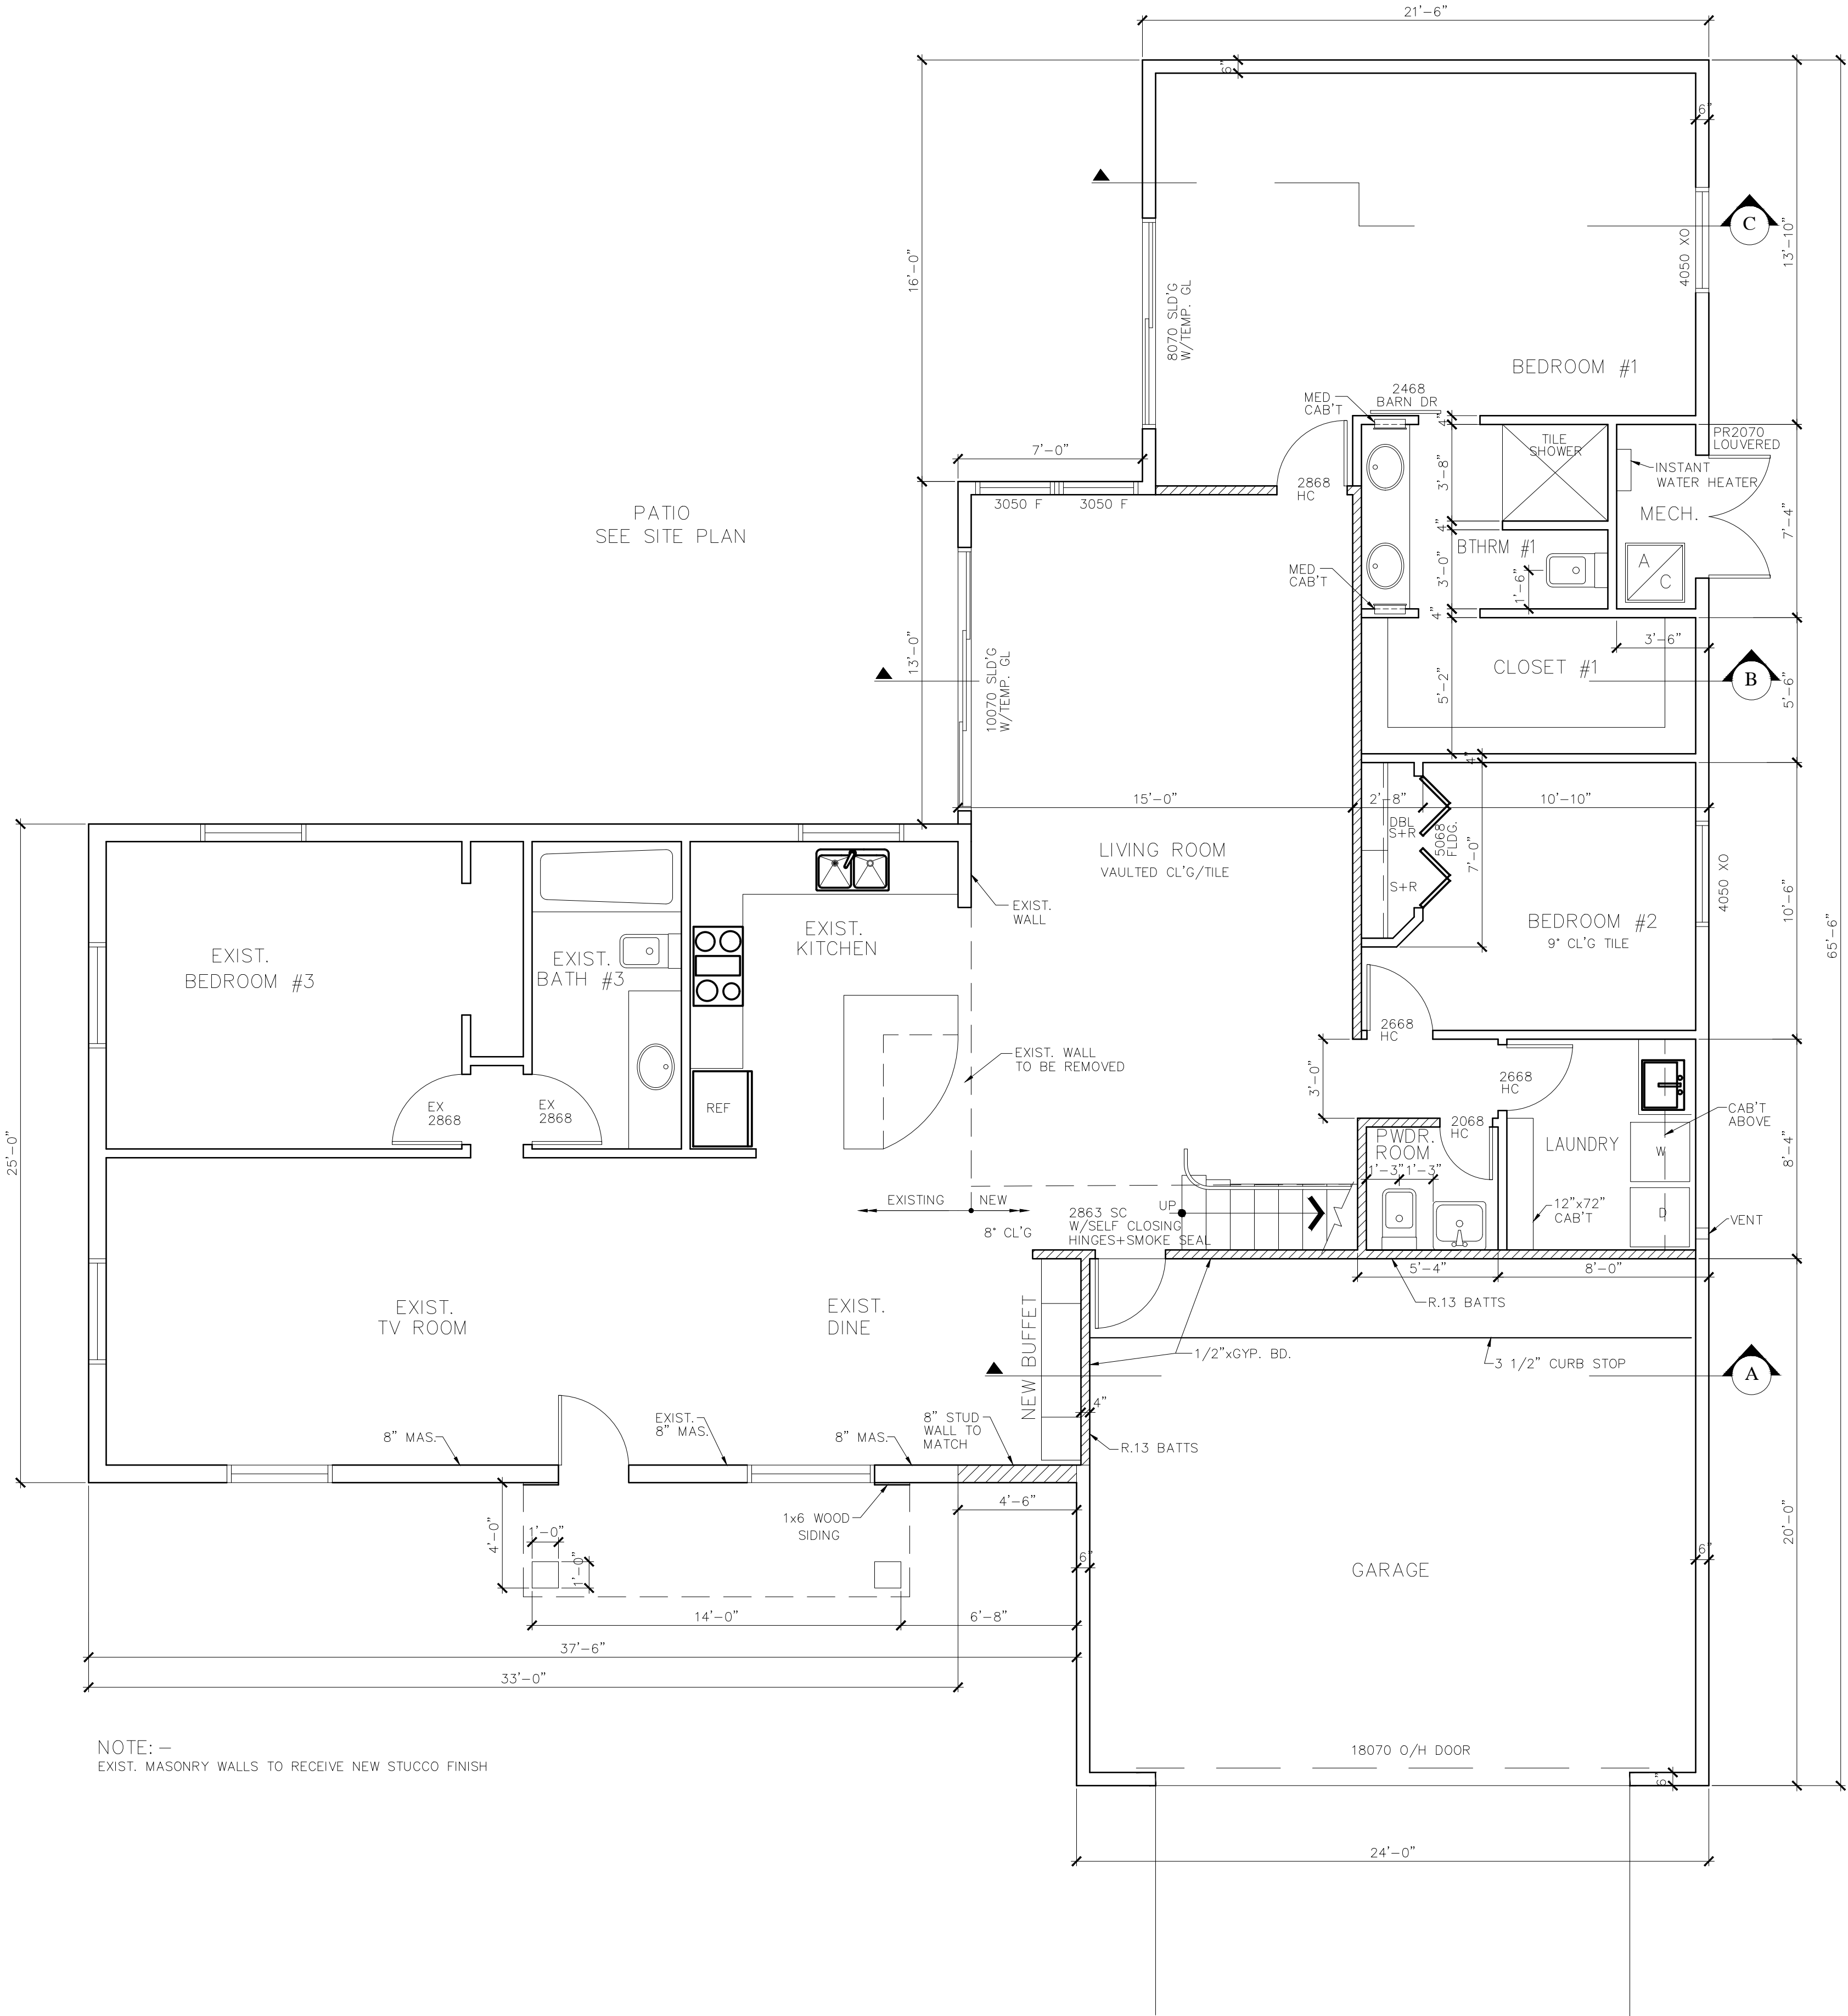 21'-6"
6"
6"
16'-0"
C
13'-10"
4050 XO
8070 SLD'G
W/TEMP. GL
BEDROOM #1
2468
BARN DR
MED
CAB'T
4"
PR2070
LOUVERED
TILE
SHOWER
7'-0"
3'-8"
INSTANT
WATER HEATER
2868
HC
3050 F
3050 F
MECH.
PATIO
SEE SITE PLAN
4"
7'-4"
BTHRM #1
MED
CAB'T
3'-0"
1'-6"
A
C
4"
3'-6"
13'-0"
10070 SLD'G
W/TEMP. GL
CLOSET #1
5'-2"
B
5'-6"
4"
15'-0"
2'-8"
10'-10"
DBL
S+R
5068
FLDG.
7'-0"
LIVING ROOM
VAULTED CL'G/TILE
S+R
4050 XO
EXIST.
WALL
BEDROOM #2
9° CL'G TILE
10'-6"
65'-6"
EXIST.
KITCHEN
EXIST.
BEDROOM #3
EXIST.
BATH #3
2668
HC
EXIST. WALL
TO BE REMOVED
3'-0"
2668
HC
REF
EX
2868
EX
2868
CAB'T
ABOVE
2068
HC
PWDR.
ROOM
LAUNDRY
W
8'-4"
25'-0"
1'-3"
1'-3"
EXISTING
NEW
UP
2863 SC
W/SELF CLOSING
HINGES+SMOKE SEAL
8° CL'G
12"x72"
CAB'T
D
VENT
5'-4"
8'-0"
R.13 BATTS
EXIST.
TV ROOM
EXIST.
DINE
NEW BUFFET
1/2"xGYP. BD.
3 1/2" CURB STOP
A
4"
8" MAS.
EXIST.
8" MAS.
8" MAS.
8" STUD
WALL TO
MATCH
R.13 BATTS
4'-6"
1x6 WOOD
SIDING
4'-0"
1'-0"
1'-0"
6"
6"
20'-0"
GARAGE
14'-0"
6'-8"
37'-6"
33'-0"
NOTE: –
EXIST. MASONRY WALLS TO RECEIVE NEW STUCCO FINISH
18070 O/H DOOR
6"
24'-0"